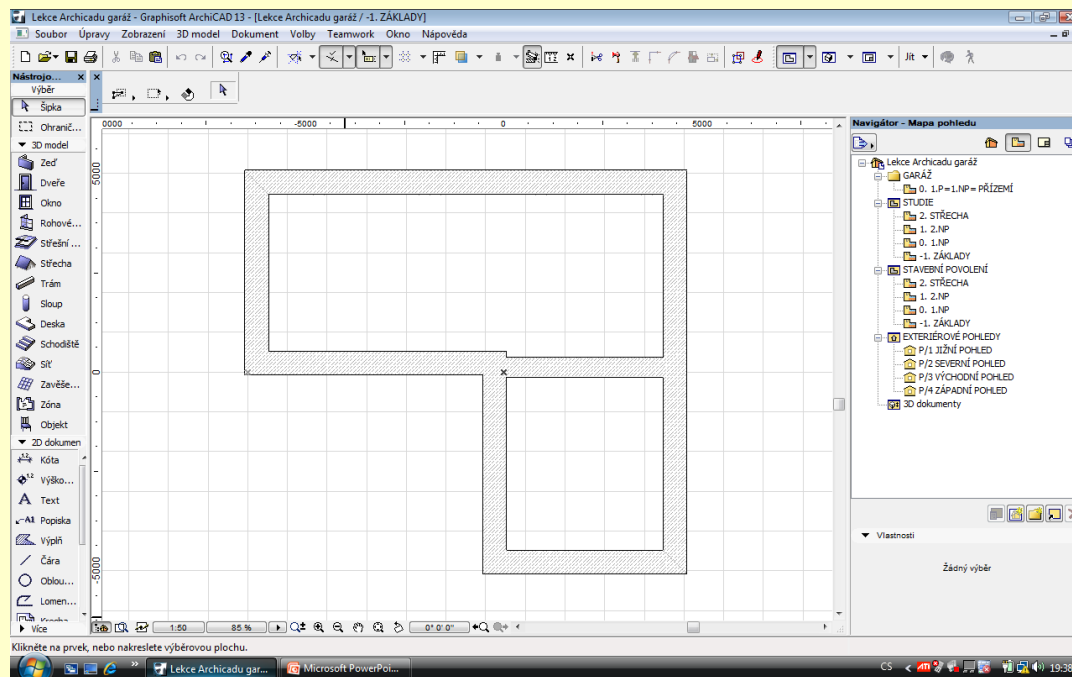 Lekce Archicadu garáž - Graphisoft ArchiCAD 13 - [Lekce Archicadu garáž / -1. ZÁKLADY]
Soubor Úpravy Zobrazení 3D model Dokument Volby Teamwork Okno Nápověda
Jít
Nástrojo...
Výběr
Šipka
Ohranič...
3D model
Zeď
Dveře
Okno
Rohové...
Střešní ...
Střecha
Trám
Sloup
Deska
Schodiště
Síť
Zavěše...
Zóna
Objekt
2D dokumen
Kóta
Výško...
Text
Popiska
Výplň
Čára
Oblou...
Lomen...
Více
0000 -5000 0 5000
5000
0
-5000
1:50 85 % 0° 0' 0"
Navigátor - Mapa pohledu
Lekce Archicadu garáž
GARÁŽ
0. 1.P=1.NP= PŘÍZEMÍ
STUDIE
2. STŘECHA
1. 2.NP
0. 1.NP
-1. ZÁKLADY
STAVEBNÍ POVOLENÍ
2. STŘECHA
1. 2.NP
0. 1.NP
-1. ZÁKLADY
EXTERIÉROVÉ POHLEDY
P/1 JIŽNÍ POHLED
P/2 SEVERNÍ POHLED
P/3 VÝCHODNÍ POHLED
P/4 ZÁPADNÍ POHLED
3D dokumenty
Vlastnosti
Žádný výběr
Klikněte na prvek, nebo nakreslete výběrovou plochu.
Lekce Archicadu gar... Microsoft PowerPoi... CS 19:38